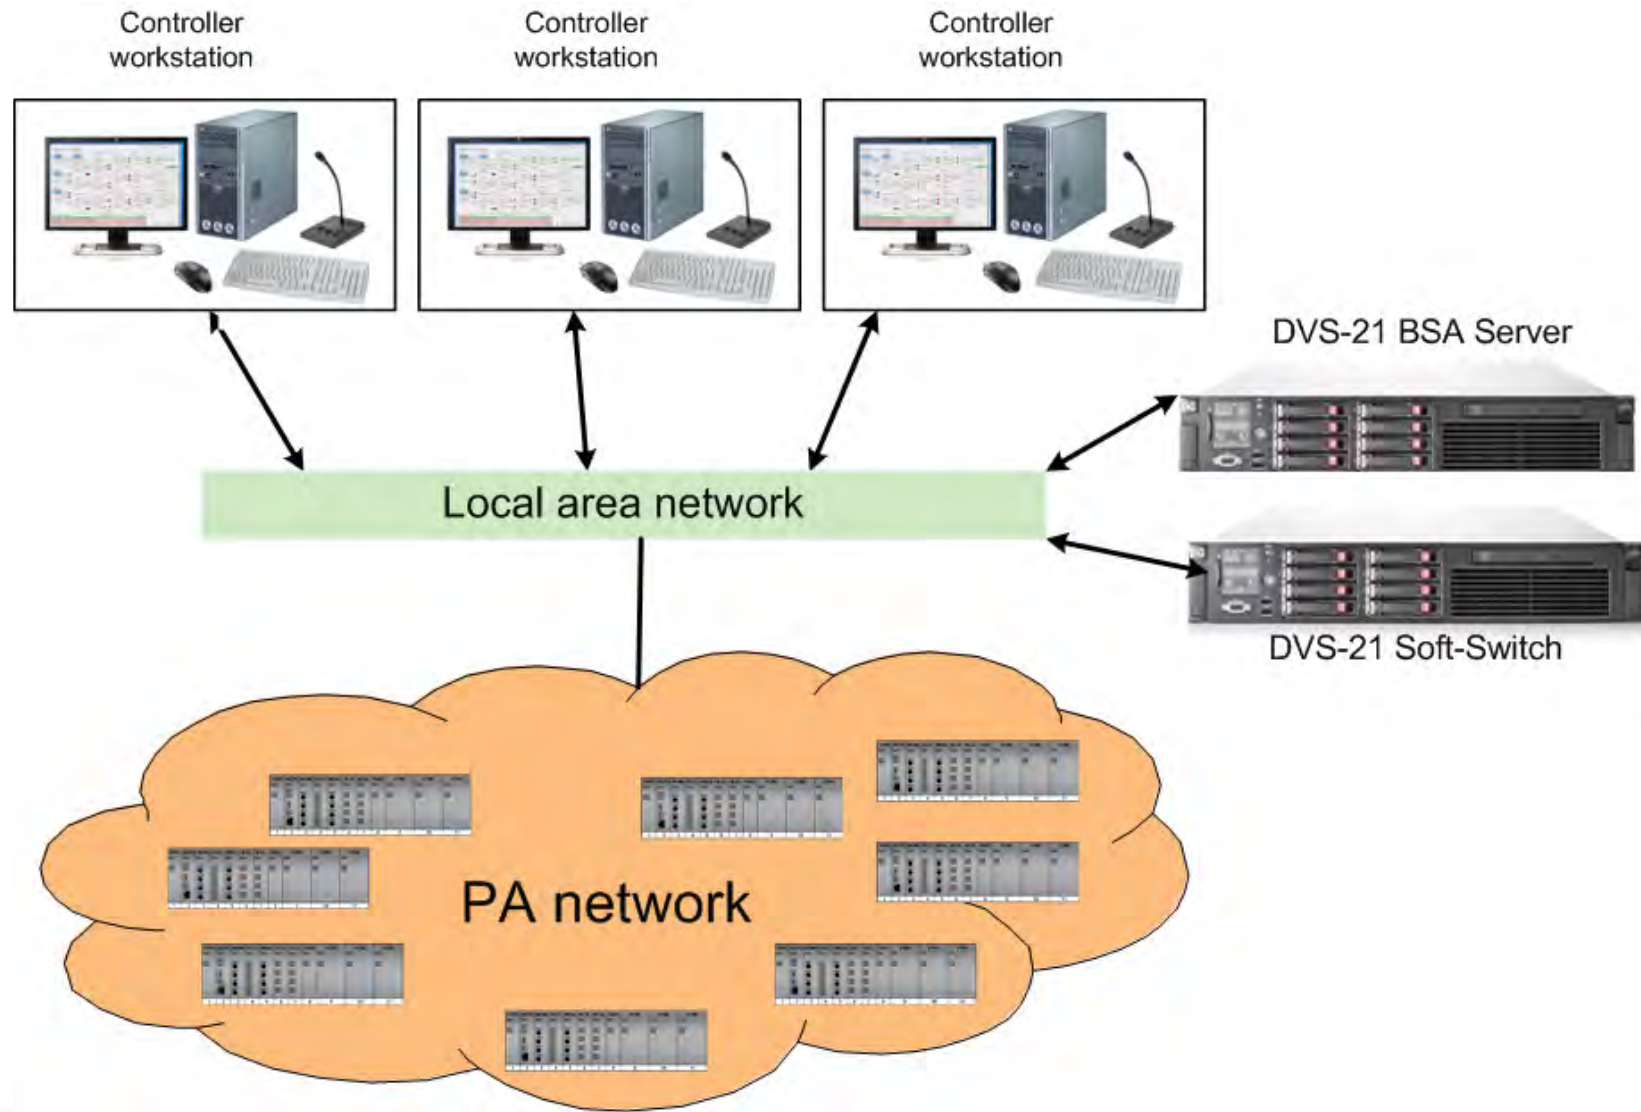 Controller
workstation
Controller
workstation
Controller
workstation
DVS-21 BSA Server
Local area network
DVS-21 Soft-Switch
PA network